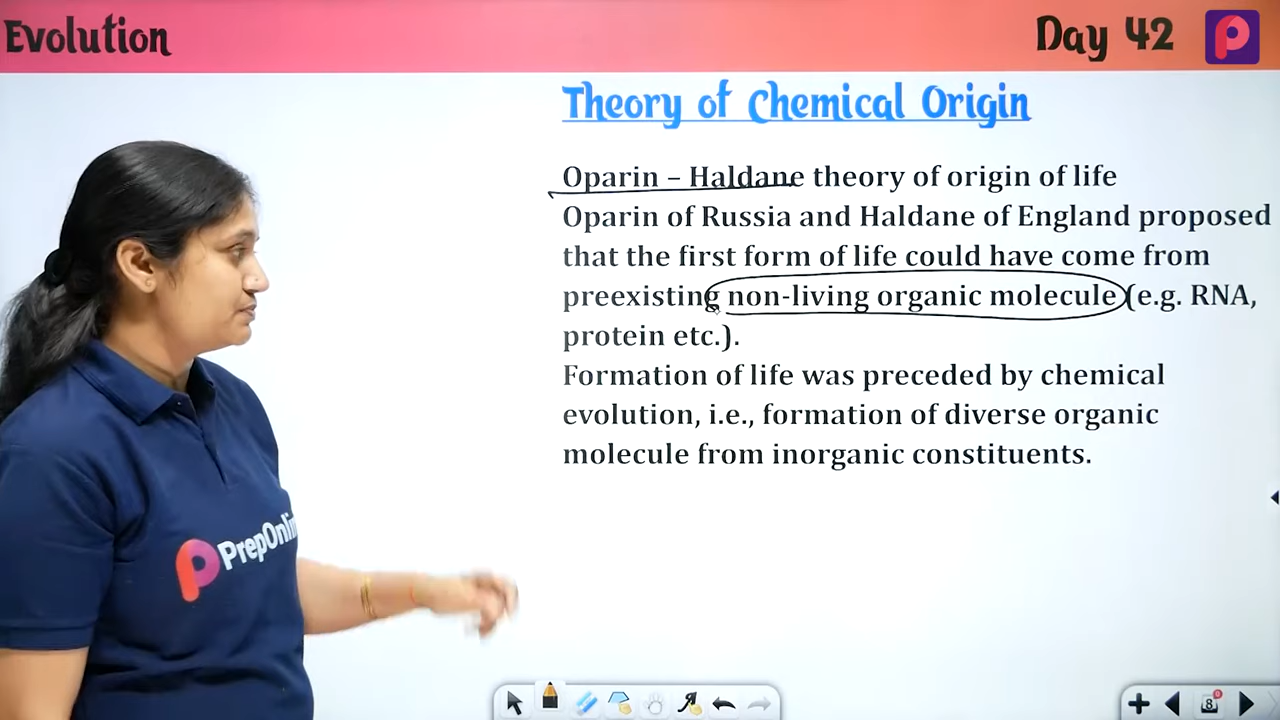 Evolution
Day 42
Theory of Chemical Origin
Oparin – Haldane theory of origin of life
Oparin of Russia and Haldane of England proposed
that the first form of life could have come from
preexisting non-living organic molecule (e.g. RNA,
protein etc.).
Formation of life was preceded by chemical
evolution, i.e., formation of diverse organic
molecule from inorganic constituents.
PrepOnlin
8